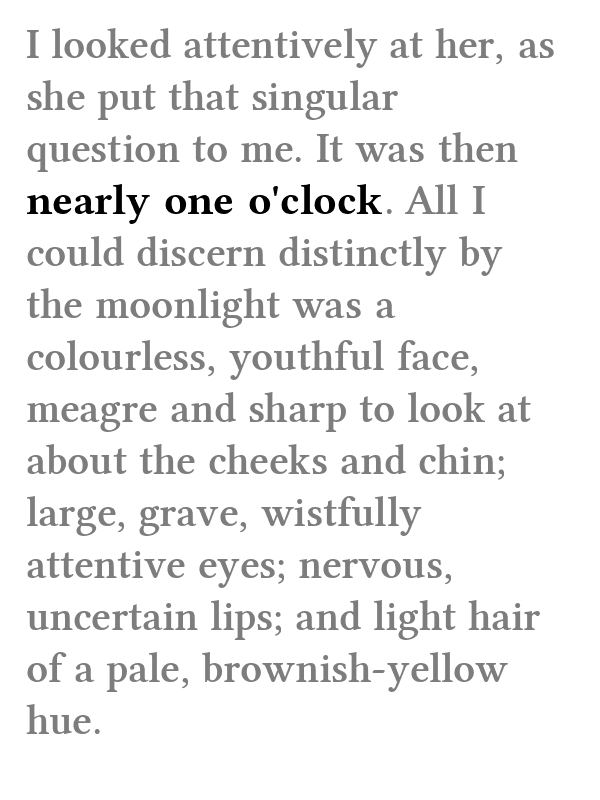 I looked attentively at her, as
she put that singular
question to me. It was then
nearly one o'clock. All I
could discern distinctly by
the moonlight was a
colourless, youthful face,
meagre and sharp to look at
about the cheeks and chin;
large, grave, wistfully
attentive eyes; nervous,
uncertain lips; and light hair
of a pale, brownish-yellow
hue.